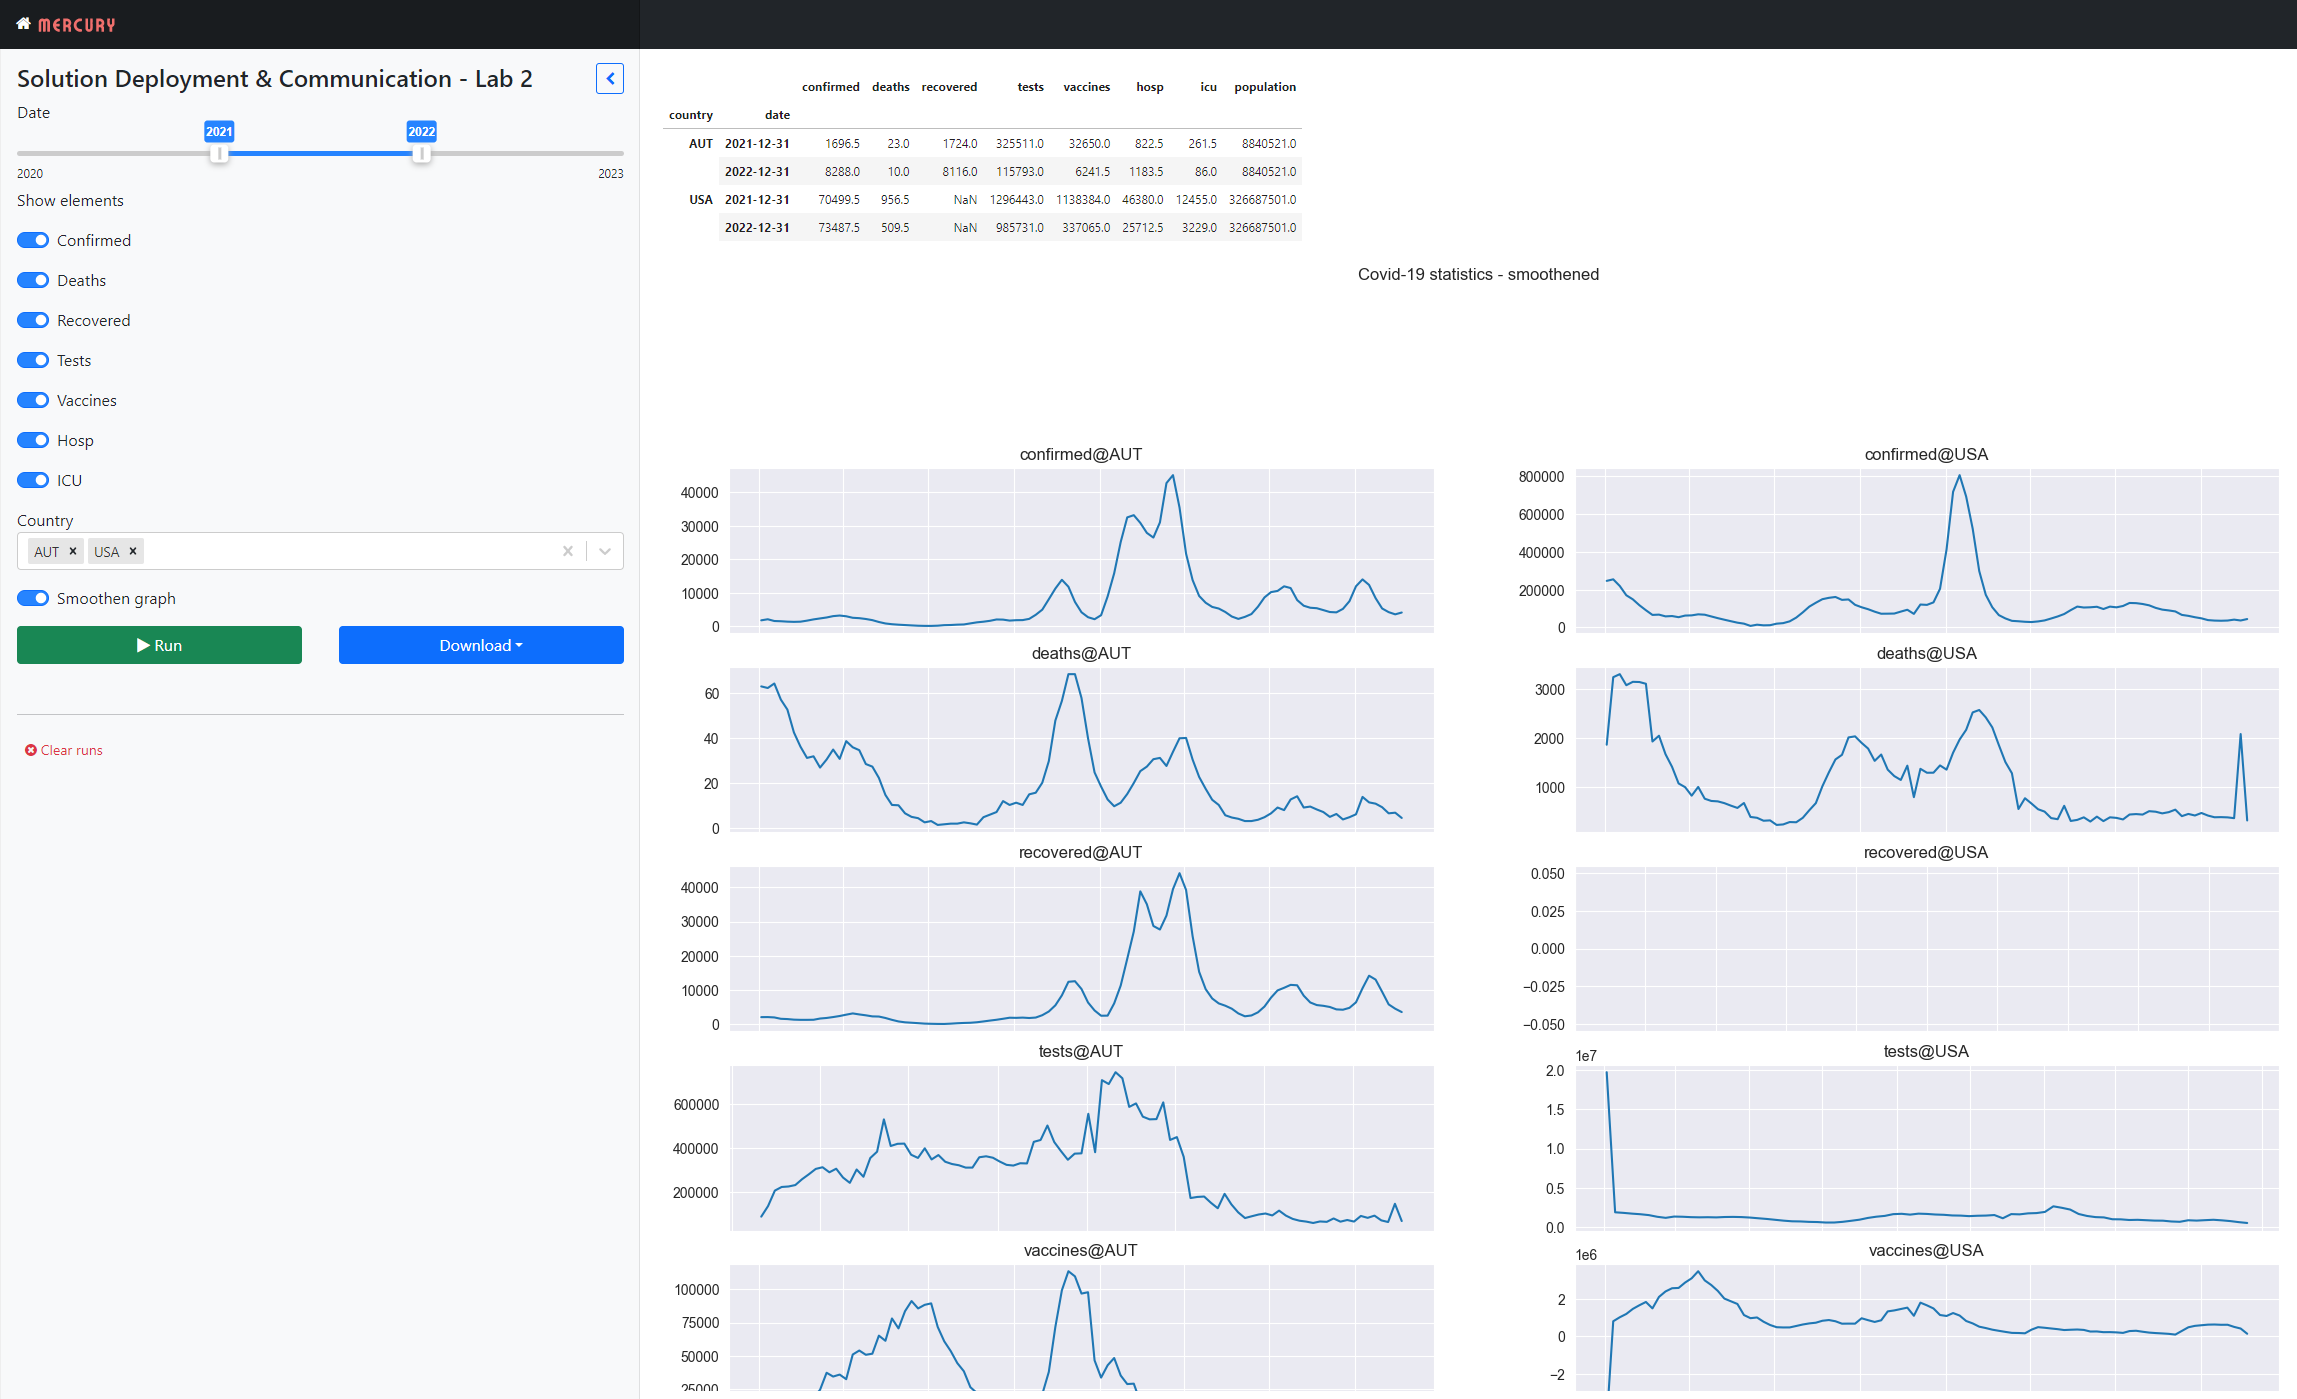 MERCURY
Solution Deployment & Communication - Lab 2
Date
2021 2022
2020 2023
Show elements
Confirmed
Deaths
Recovered
Tests
Vaccines
Hosp
ICU
Country
AUT × USA ×
Smoothen graph
Run Download
Clear runs
confirmed deaths recovered tests vaccines hosp icu population
country date
AUT 2021-12-31 1696.5 23.0 1724.0 325511.0 32650.0 822.5 261.5 8840521.0
2022-12-31 8288.0 10.0 8116.0 115793.0 6241.5 1183.5 86.0 8840521.0
USA 2021-12-31 70499.5 956.5 NaN 1296443.0 1138384.0 46380.0 12455.0 326687501.0
2022-12-31 73487.5 509.5 NaN 985731.0 337065.0 25712.5 3229.0 326687501.0
Covid-19 statistics - smoothened
confirmed@AUT
40000
30000
20000
10000
0
confirmed@USA
800000
600000
400000
200000
0
deaths@AUT
60
40
20
0
deaths@USA
3000
2000
1000
recovered@AUT
40000
30000
20000
10000
0
recovered@USA
0.050
0.025
0.000
−0.025
−0.050
tests@AUT
600000
400000
200000
tests@USA
1e7
2.0
1.5
1.0
0.5
0.0
vaccines@AUT
100000
75000
50000
25000
vaccines@USA
1e6
2
0
−2